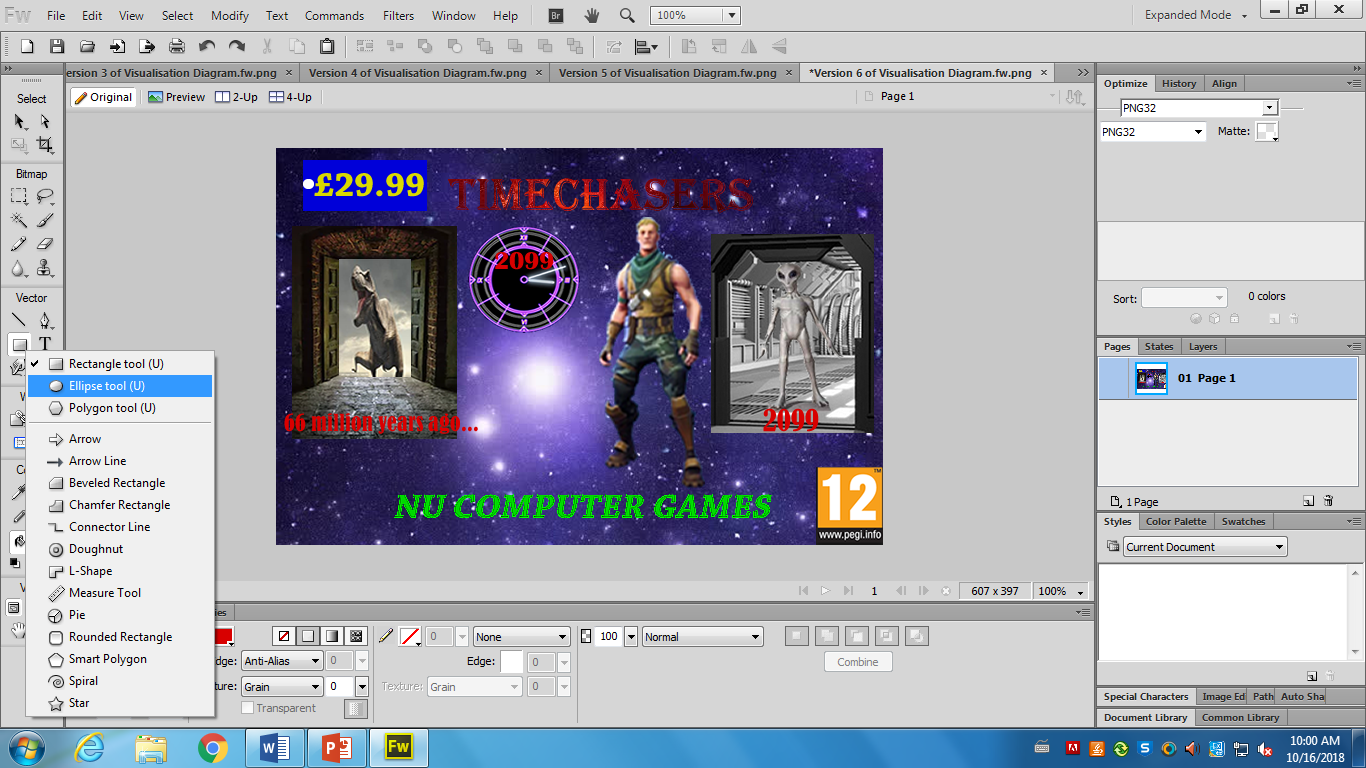 Fw File Edit View Select Modify Text Commands Filters Window Help Br 100% Expanded Mode
ersion 3 of Visualisation Diagram.fw.png × Version 4 of Visualisation Diagram.fw.png × Version 5 of Visualisation Diagram.fw.png × *Version 6 of Visualisation Diagram.fw.png ×
Original Preview 2-Up 4-Up Page 1
Select
Bitmap
Vector
T
Rectangle tool (U)
Ellipse tool (U)
Polygon tool (U)
Arrow
Arrow Line
Beveled Rectangle
Chamfer Rectangle
Connector Line
Doughnut
L-Shape
Measure Tool
Pie
Rounded Rectangle
Smart Polygon
Spiral
Star
£29.99
TIMECHASERS
2099
66 million years ago...
2099
NU COMPUTER GAMES
12
TM
www.pegi.info
1 607 x 397 100%
ies
0 None 100 Normal
dge: Anti-Alias 0 Edge: 0 Combine
ture: Grain 0 Texture: Grain 0
Transparent
Optimize History Align
PNG32
PNG32 Matte:
Sort: 0 colors
Pages States Layers
01 Page 1
1 Page
Styles Color Palette Swatches
Current Document
Special Characters Image Ed Path Auto Sha
Document Library Common Library
W P Fw
10:00 AM
10/16/2018